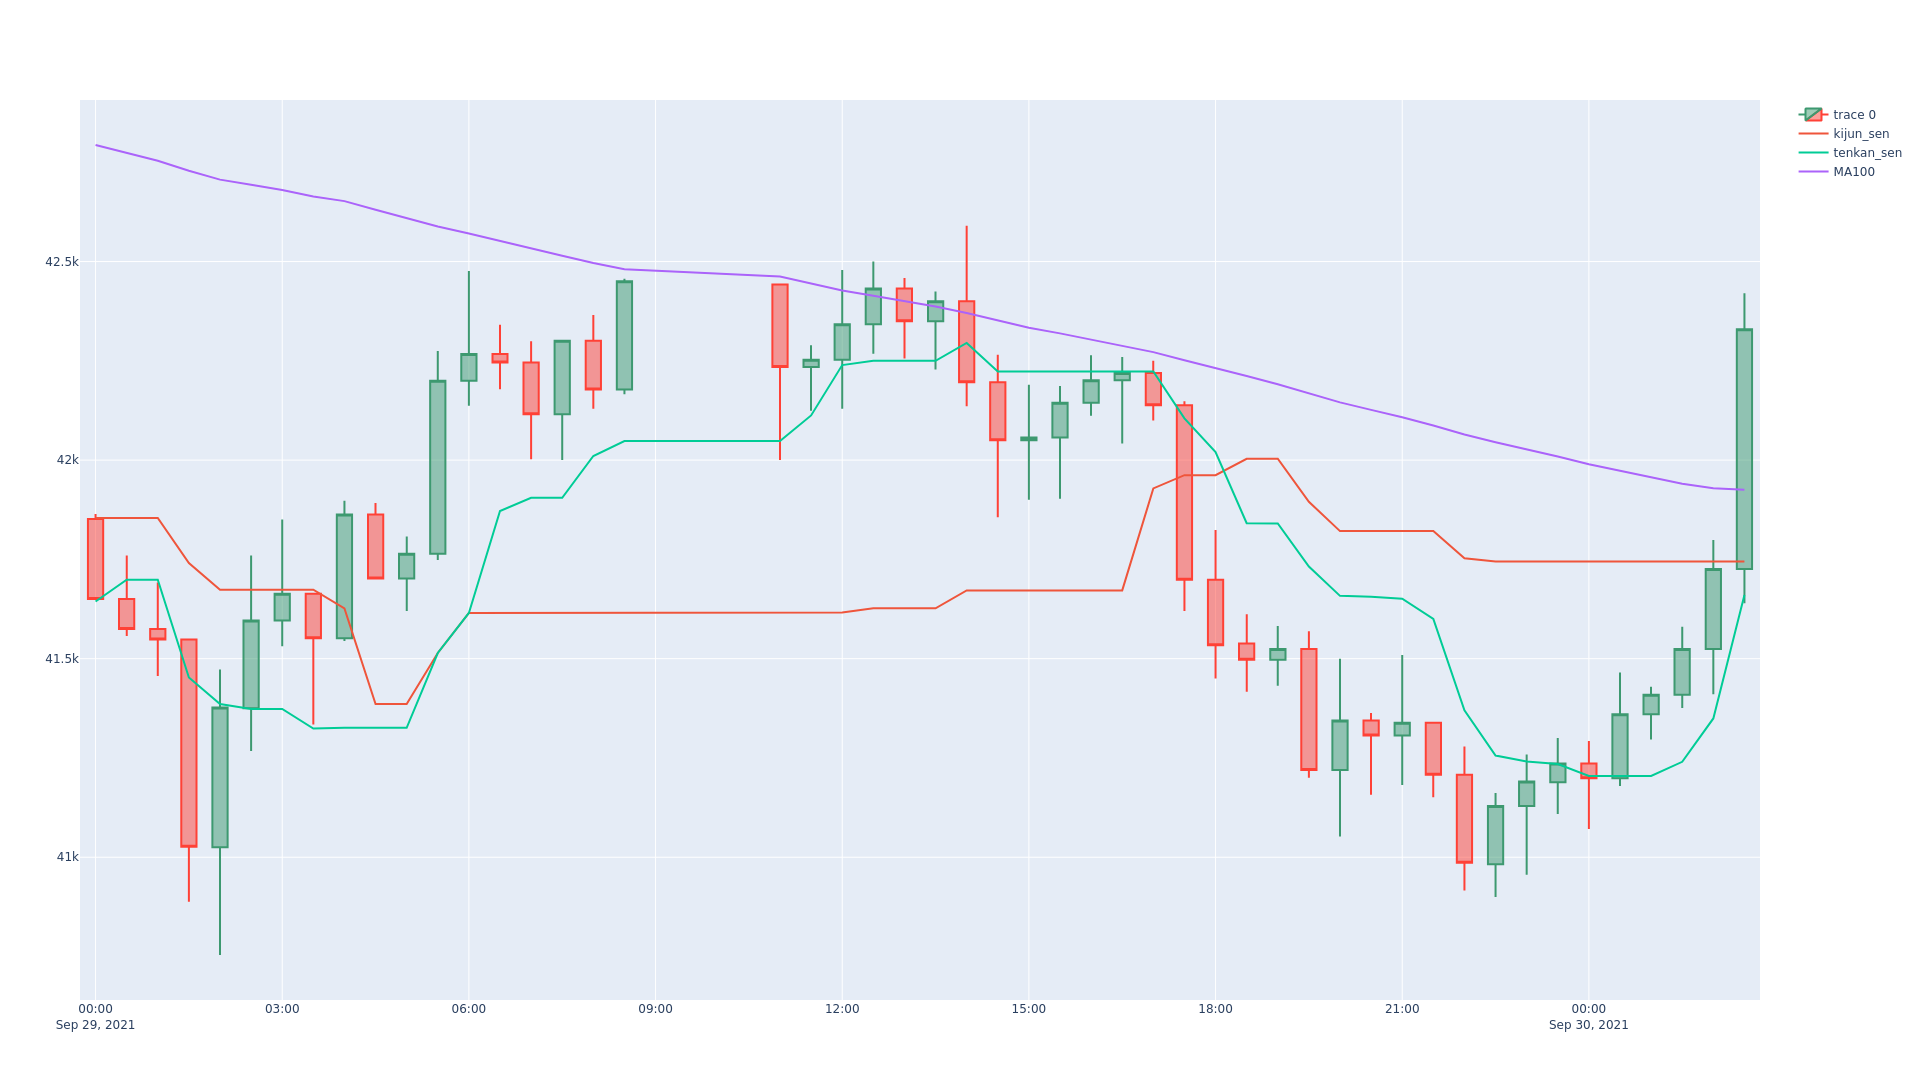 trace 0
kijun_sen
tenkan_sen
MA100
42.5k
42k
41.5k
41k
00:00 03:00 06:00 09:00 12:00 15:00 18:00 21:00 00:00
Sep 29, 2021 Sep 30, 2021